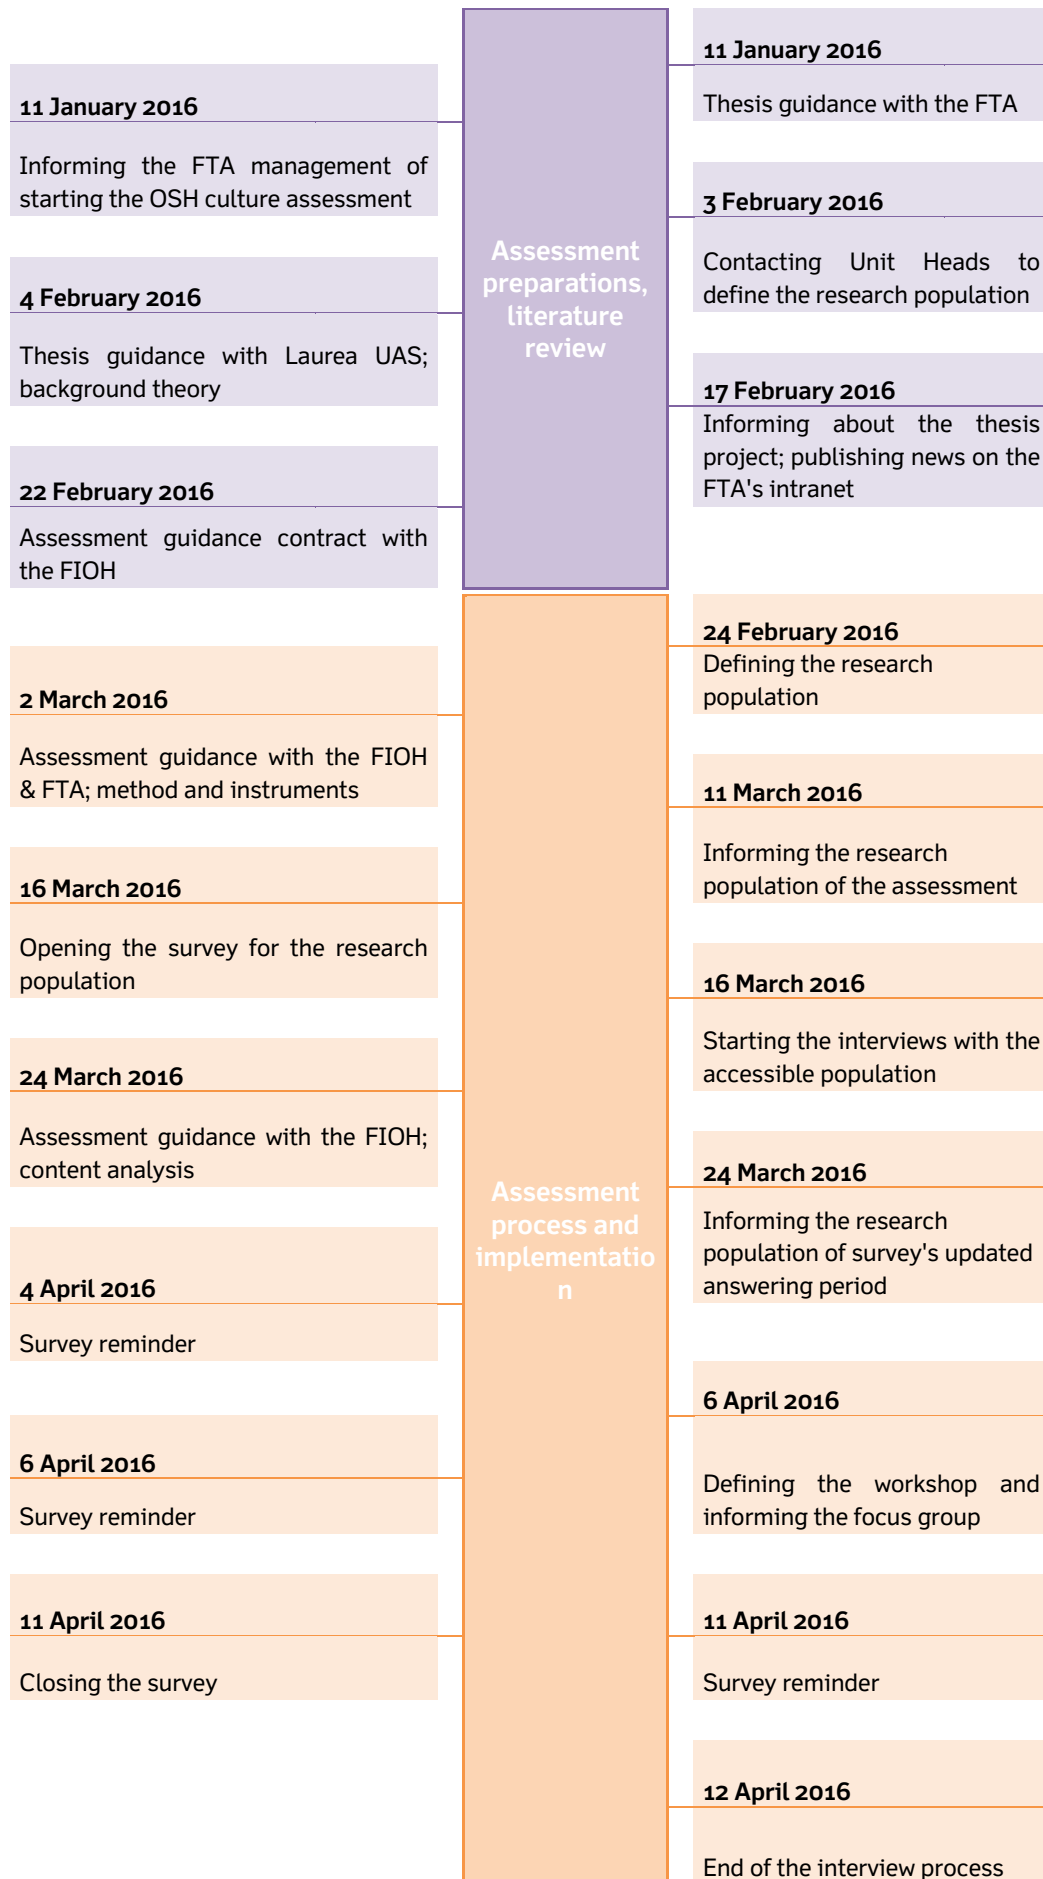 11 January 2016
Thesis guidance with the FTA
11 January 2016
Informing the FTA management of
starting the OSH culture assessment
3 February 2016
Contacting Unit Heads to
define the research population
Assessment
preparations,
literature
review
4 February 2016
Thesis guidance with Laurea UAS;
background theory
17 February 2016
Informing about the thesis
project; publishing news on the
FTA's intranet
22 February 2016
Assessment guidance contract with
the FIOH
24 February 2016
Defining the research
population
2 March 2016
Assessment guidance with the FIOH
& FTA; method and instruments
11 March 2016
Informing the research
population of the assessment
16 March 2016
Opening the survey for the research
population
16 March 2016
Starting the interviews with the
accessible population
24 March 2016
Assessment guidance with the FIOH;
content analysis
24 March 2016
Informing the research
population of survey's updated
answering period
Assessment
process and
implementatio
n
4 April 2016
Survey reminder
6 April 2016
Defining the workshop and
informing the focus group
6 April 2016
Survey reminder
11 April 2016
Closing the survey
11 April 2016
Survey reminder
12 April 2016
End of the interview process